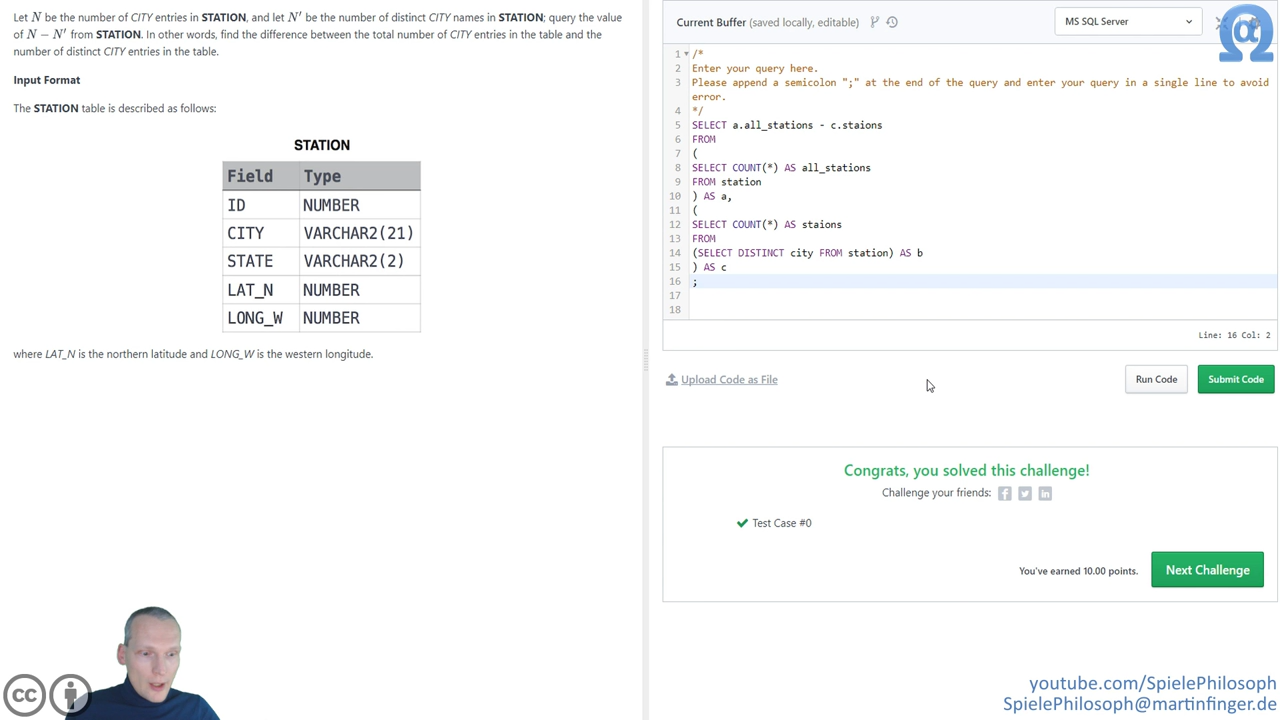 Let N be the number of CITY entries in STATION, and let N′ be the number of distinct CITY names in STATION; query the value
of N − N′ from STATION. In other words, find the difference between the total number of CITY entries in the table and the
number of distinct CITY entries in the table.
Input Format
The STATION table is described as follows:
STATION
Field Type
ID NUMBER
CITY VARCHAR2(21)
STATE VARCHAR2(2)
LAT_N NUMBER
LONG_W NUMBER
where LAT_N is the northern latitude and LONG_W is the western longitude.
cc
Current Buffer (saved locally, editable)
MS SQL Server
α
1 /*
2 Enter your query here.
3 Please append a semicolon ";" at the end of the query and enter your query in a single line to avoid
error.
4 */
5 SELECT a.all_stations - c.staions
6 FROM
7 (
8 SELECT COUNT(*) AS all_stations
9 FROM station
10 ) AS a,
11 (
12 SELECT COUNT(*) AS staions
13 FROM
14 (SELECT DISTINCT city FROM station) AS b
15 ) AS c
16 ;
17
18
Line: 16 Col: 2
Upload Code as File
Run Code
Submit Code
Congrats, you solved this challenge!
Challenge your friends:
Test Case #0
You've earned 10.00 points.
Next Challenge
youtube.com/SpielePhilosoph
SpielePhilosoph@martinfinger.de